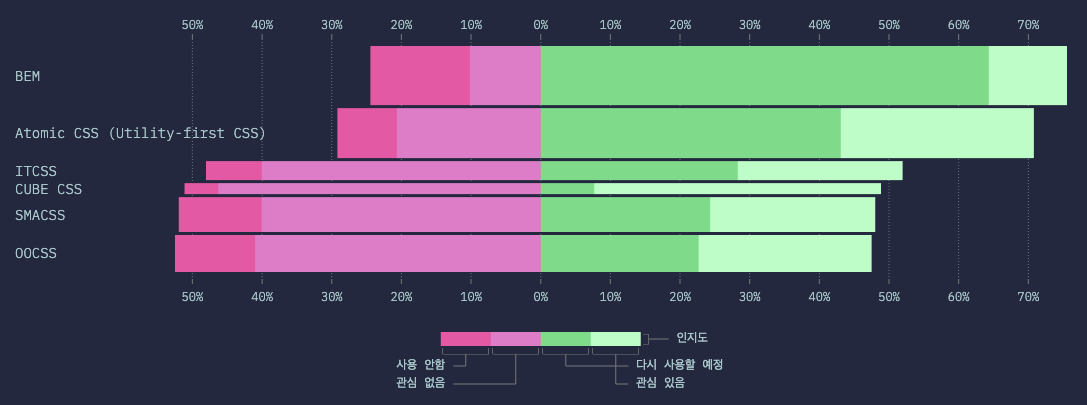 50% 40% 30% 20% 10% 0% 10% 20% 30% 40% 50% 60% 70%
BEM
Atomic CSS (Utility-first CSS)
ITCSS
CUBE CSS
SMACSS
OOCSS
50% 40% 30% 20% 10% 0% 10% 20% 30% 40% 50% 60% 70%
인지도
사용 안함 다시 사용할 예정
관심 없음 관심 있음